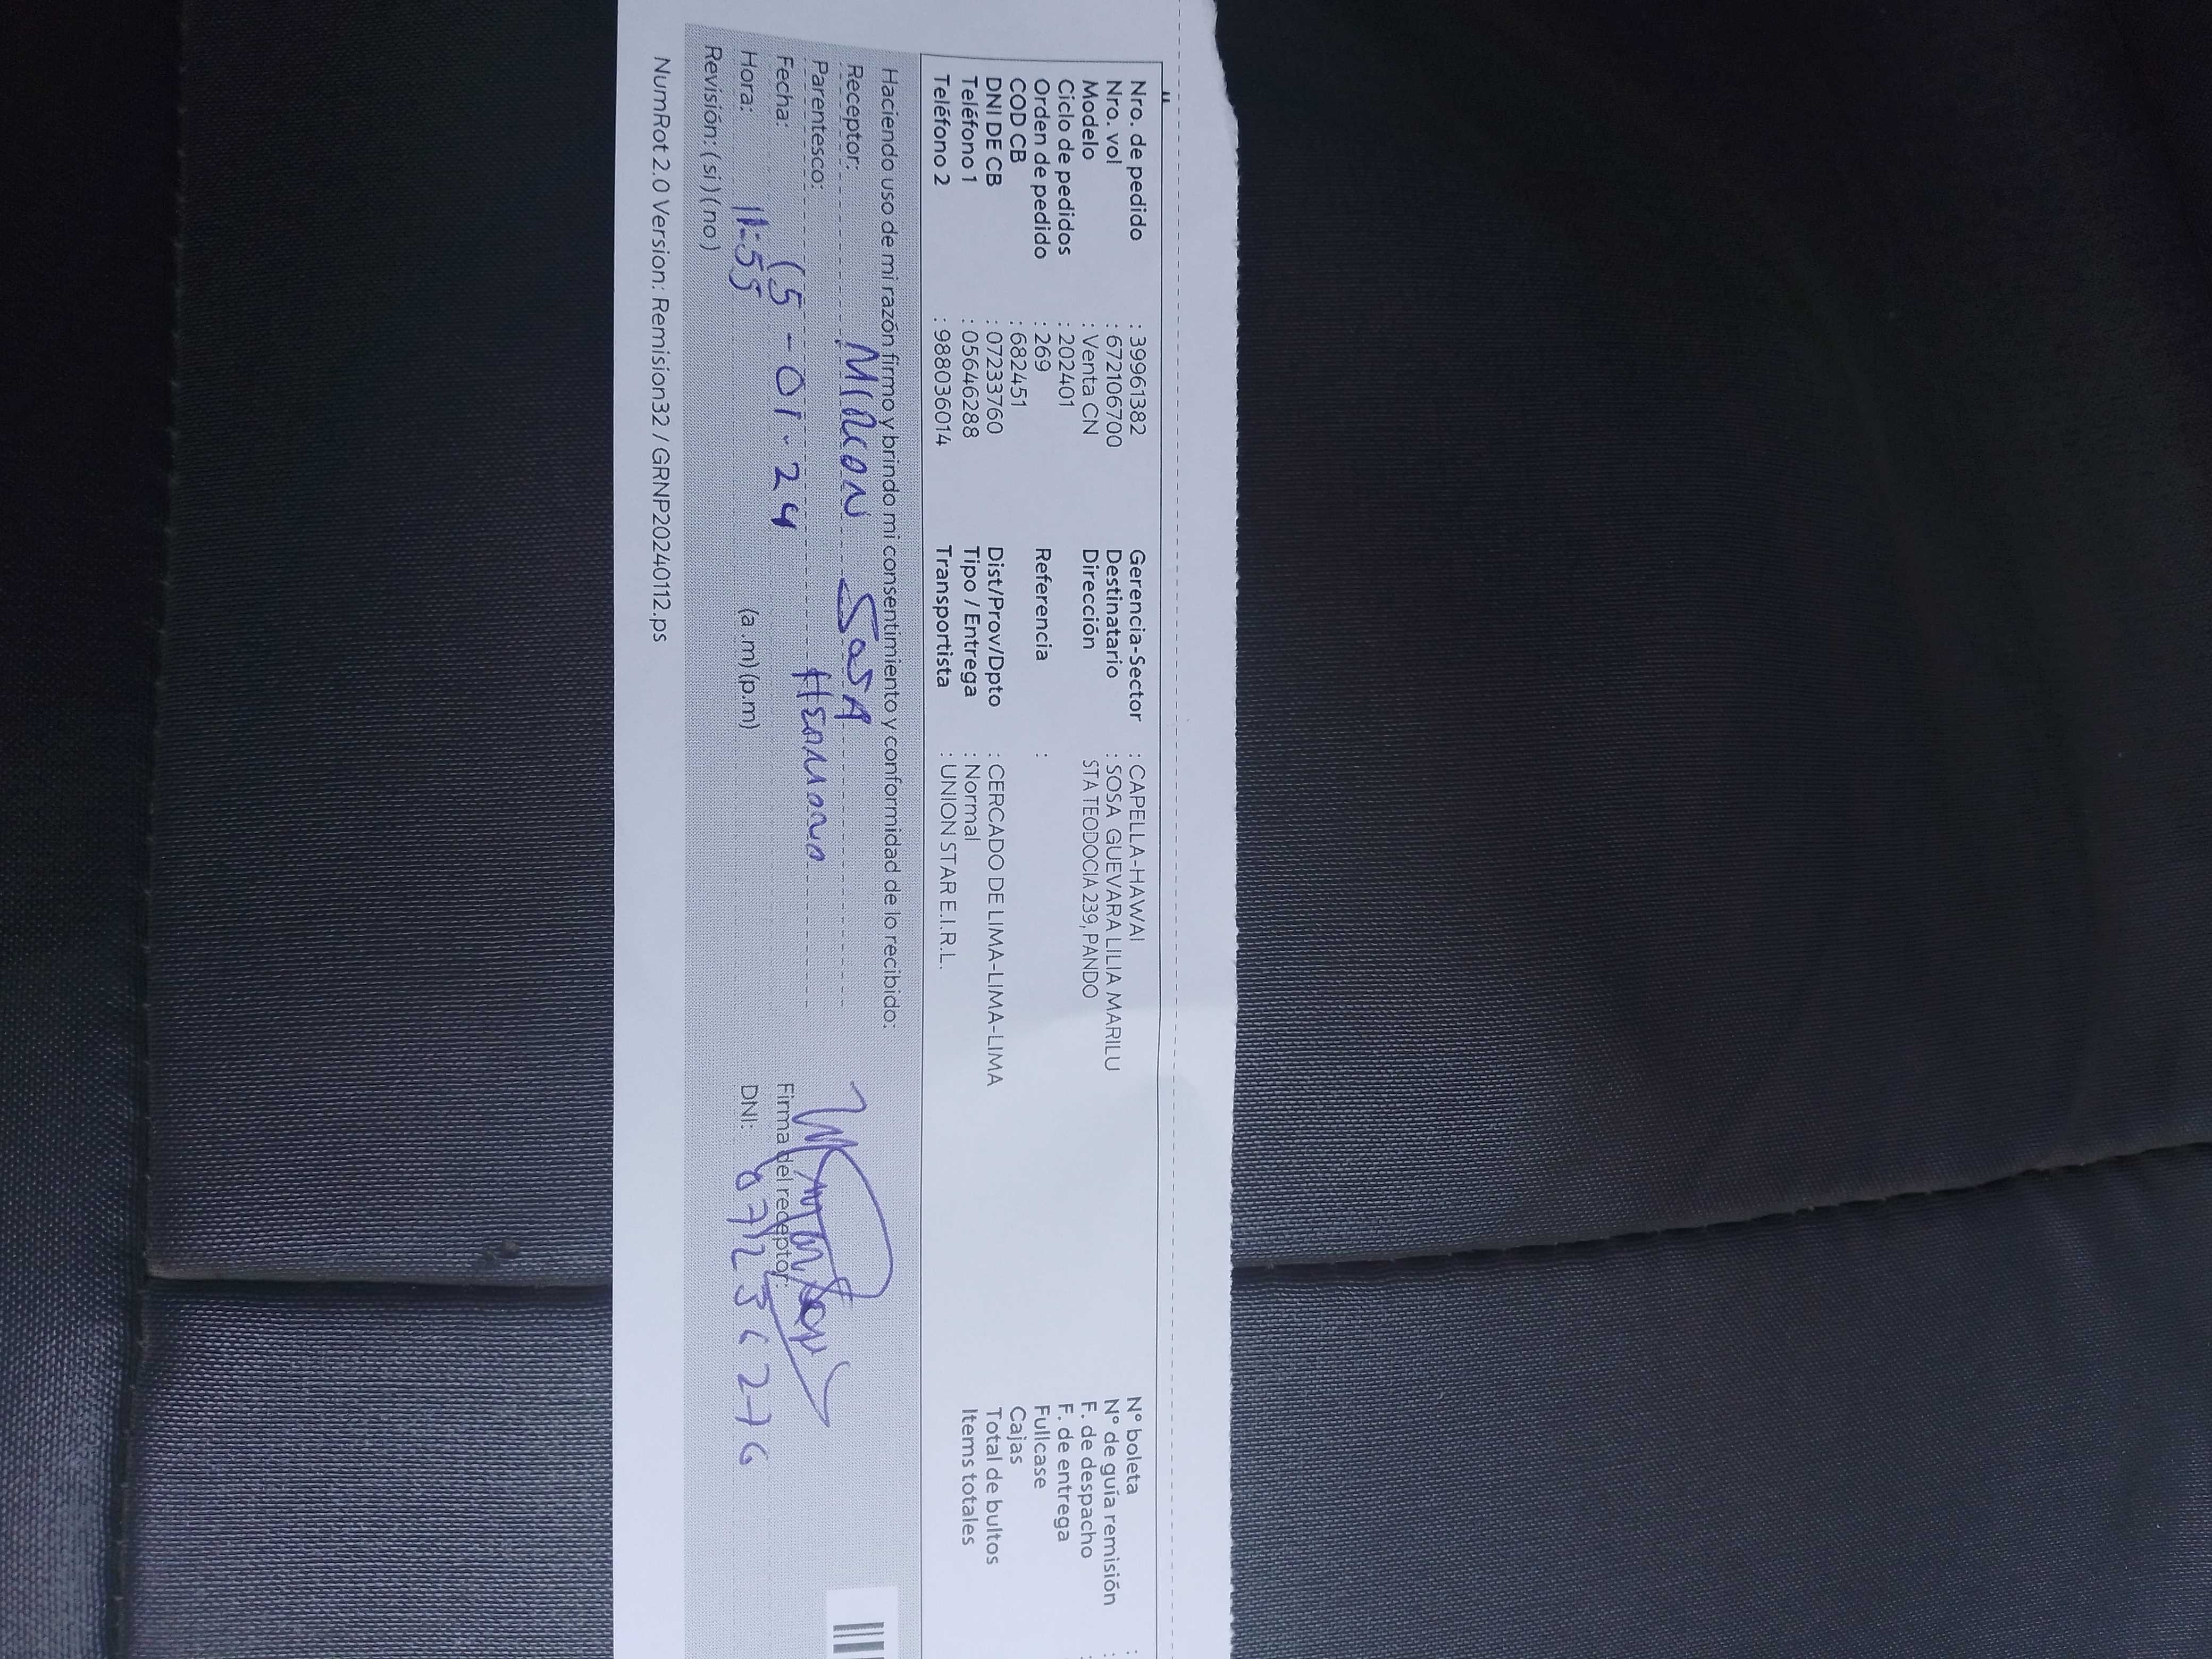 Nro. de pedido : 39961382 Gerencia-Sector : CAPELLA-HAWAI N° boleta :
Nro. vol : 672106700 Destinatario : SOSA GUEVARA LILIA MARILU N° de guía remisión :
Modelo : Venta CN Dirección STA TEODOCIA 239, PANDO F. de despacho :
Ciclo de pedidos : 202401 F. de entrega
Orden de pedido : 269 Referencia : Fullcase
COD CB : 682451 Cajas
DNI DE CB : 07233760 Dist/Prov/Dpto : CERCADO DE LIMA-LIMA-LIMA Total de bultos
Teléfono 1 : 05646288 Tipo / Entrega : Normal Items totales
Teléfono 2 : 988036014 Transportista : UNION STAR E.I.R.L.
Haciendo uso de mi razón firmo y brindo mi consentimiento y conformidad de lo recibido:
Receptor: SOSA
Parentesco: HERMANO
Fecha: 15-01-24 Firma del receptor:
Hora: 11:55 (a .m) (p.m) DNI:
Revisión: ( si ) ( no )
NumRot 2.0 Version: Remision32 / GRNP20240112.ps